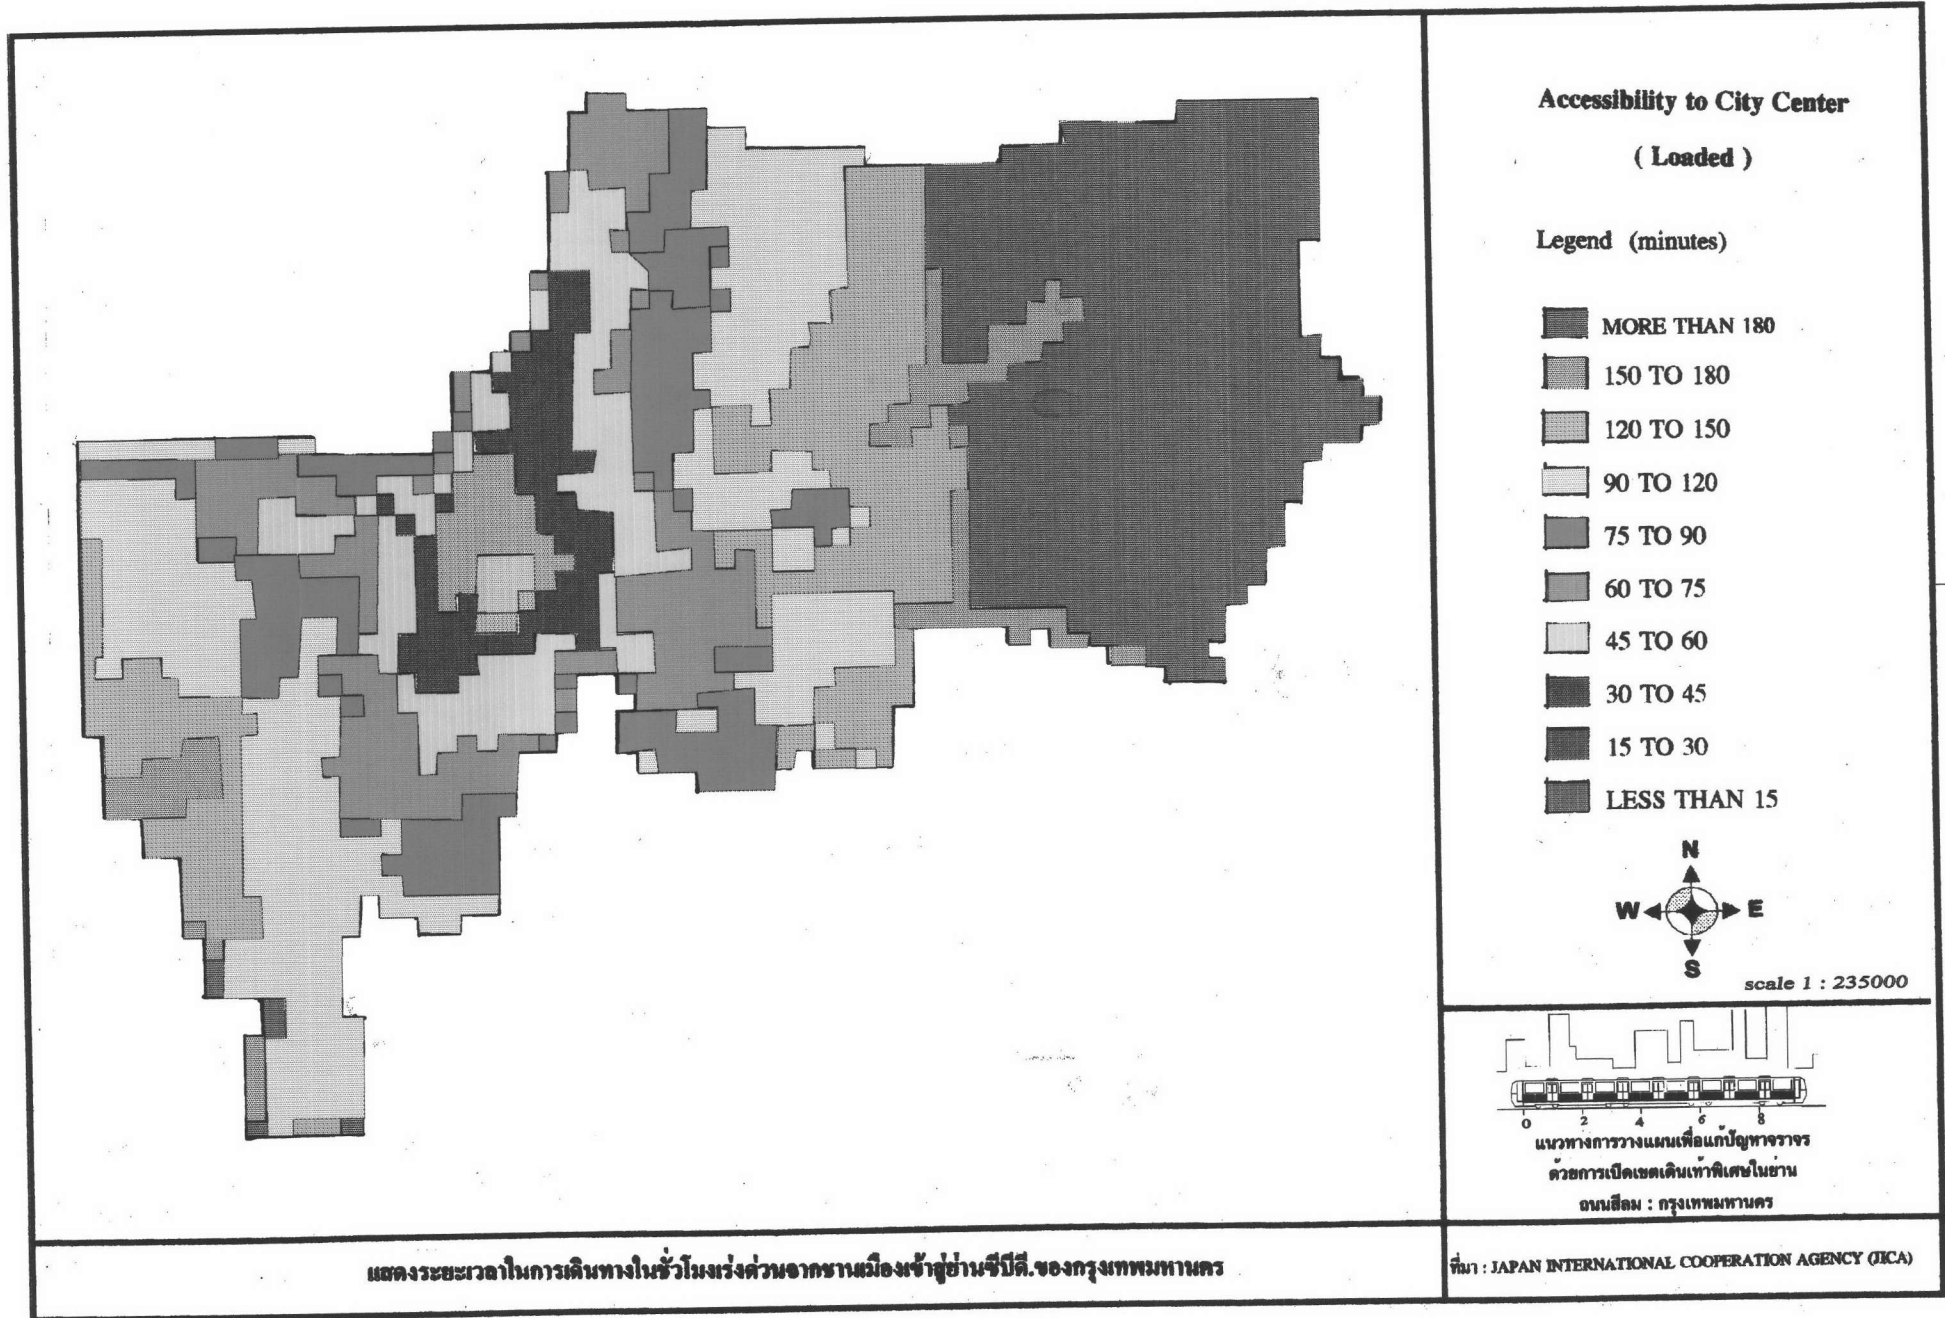 Accessibility to City Center
( Loaded )
Legend (minutes)
MORE THAN 180
150 TO 180
120 TO 150
90 TO 120
75 TO 90
60 TO 75
45 TO 60
30 TO 45
15 TO 30
LESS THAN 15
N
W E
S
scale 1 : 235000
0 2 4 6 8
แนวทางการวางแผนเพื่อแก้ปัญหาจราจร
ด้วยการเปิดเขตเดินเท้าพิเศษในย่าน
ถนนสีลม : กรุงเทพมหานคร
แสดงระยะเวลาในการเดินทางในชั่วโมงเร่งด่วนจากชานเมืองเข้าสู่ย่านซีบีดี.ของกรุงเทพมหานคร
ที่มา : JAPAN INTERNATIONAL COOPERATION AGENCY (JICA)